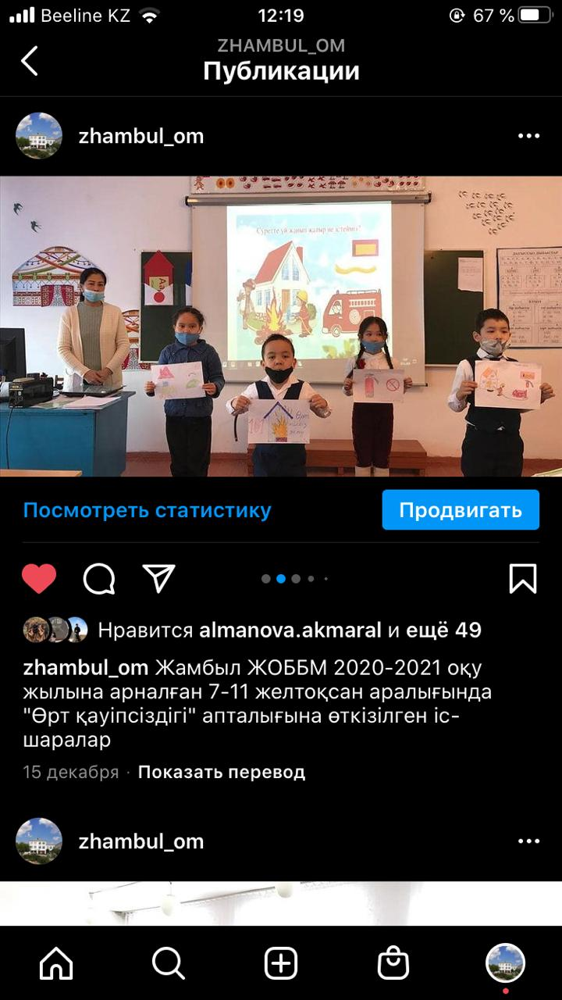 Beeline KZ
12:19
67 %
ZHAMBUL_OM
Публикации
zhambul_om
Суретте үй жанып жатыр не істейміз?
101
Өрт
Посмотреть статистику
Продвигать
Нравится almanova.akmaral и ещё 49
zhambul_om Жамбыл ЖОББМ 2020-2021 оқу
жылына арналған 7-11 желтоқсан аралығында
"Өрт қауіпсіздігі" апталығына өткізілген іс-
шаралар
15 декабря · Показать перевод
zhambul_om